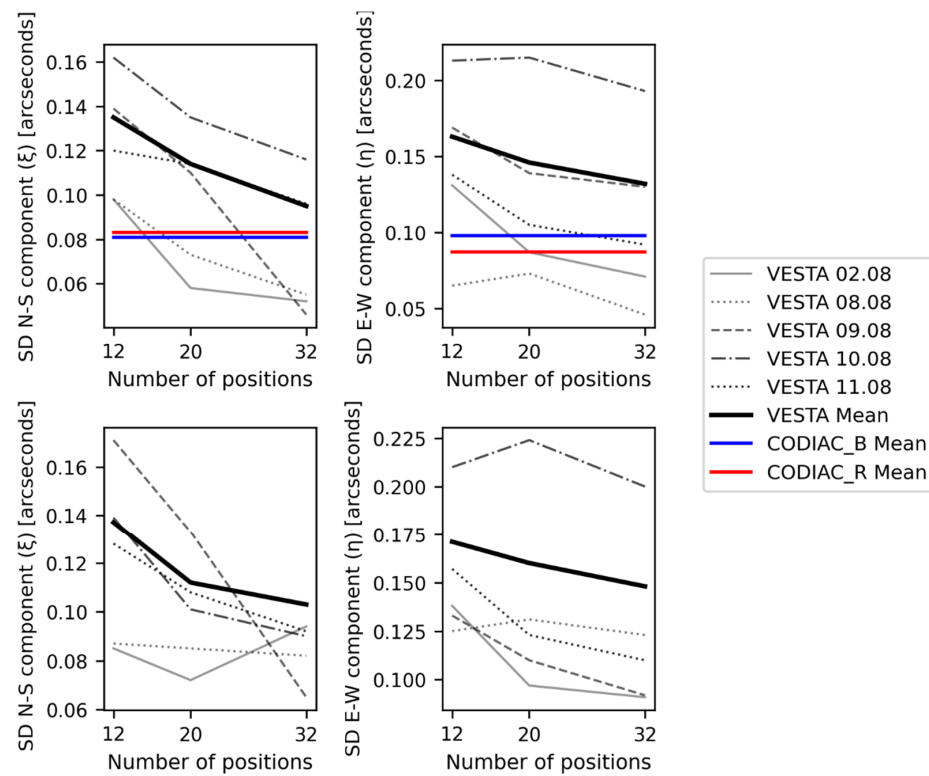 SD N-S component (ξ) [arcseconds]
0.16
0.14
0.12
0.10
0.08
0.06
12
20
32
Number of positions
SD E-W component (η) [arcseconds]
0.20
0.15
0.10
0.05
12
20
32
Number of positions
VESTA 02.08
VESTA 08.08
VESTA 09.08
VESTA 10.08
VESTA 11.08
VESTA Mean
CODIAC_B Mean
CODIAC_R Mean
SD N-S component (ξ) [arcseconds]
0.16
0.14
0.12
0.10
0.08
0.06
12
20
32
Number of positions
SD E-W component (η) [arcseconds]
0.225
0.200
0.175
0.150
0.125
0.100
12
20
32
Number of positions